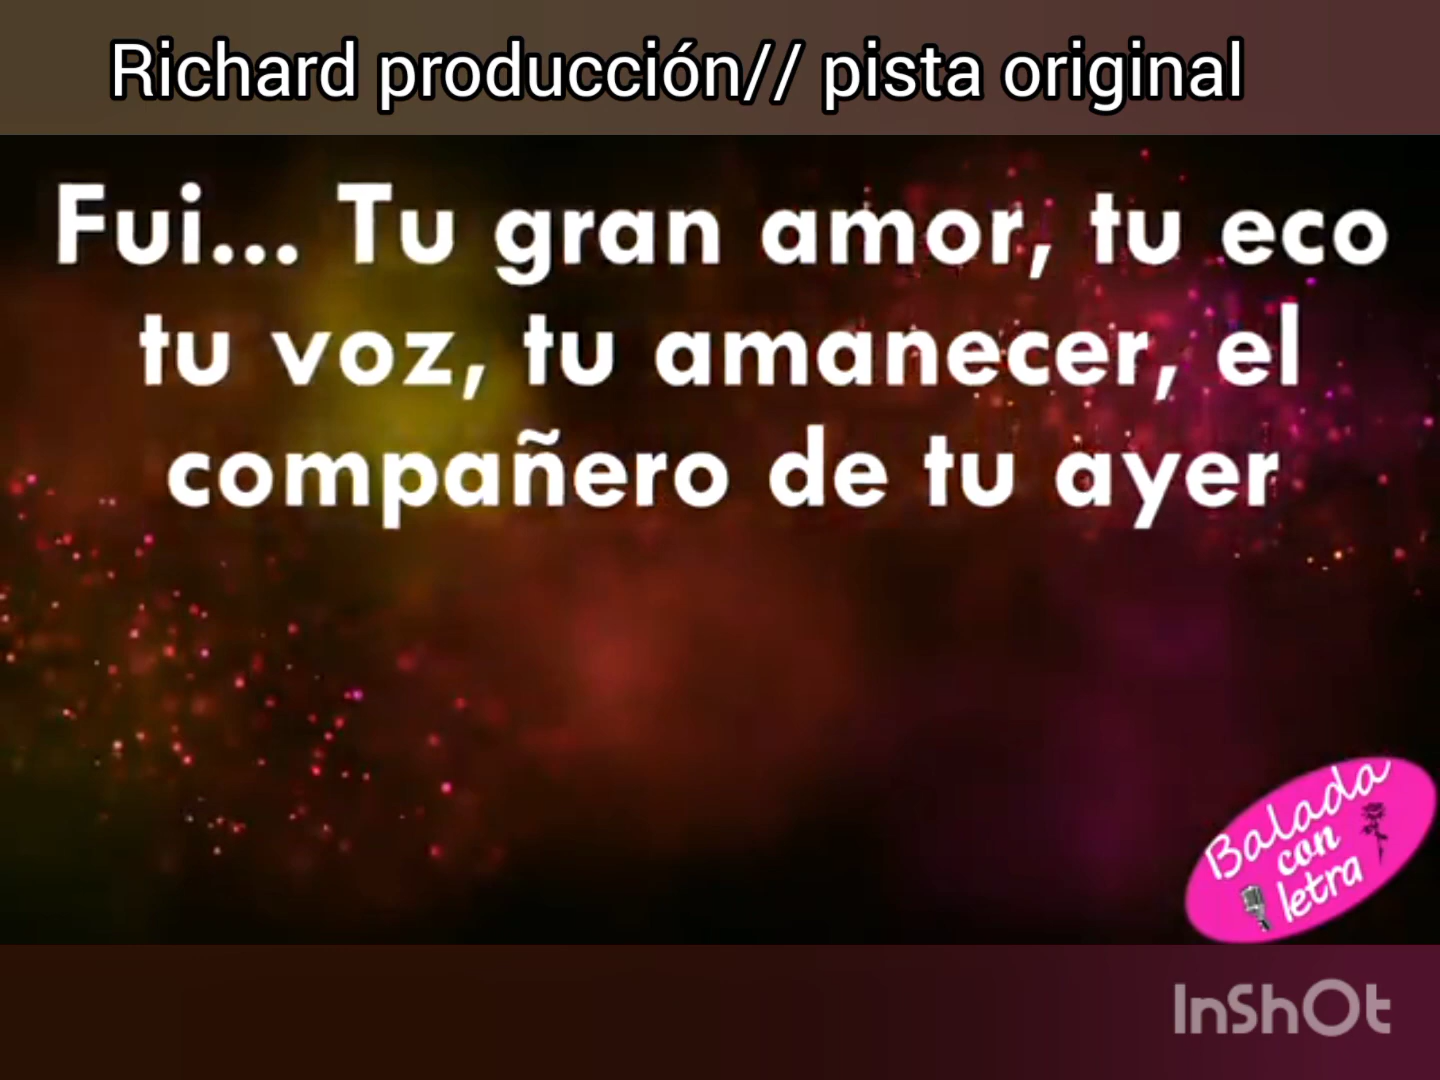 Richard producción// pista original
Fui... Tu gran amor, tu eco
tu voz, tu amanecer, el
compañero de tu ayer
Balada
con
letra
InShOt